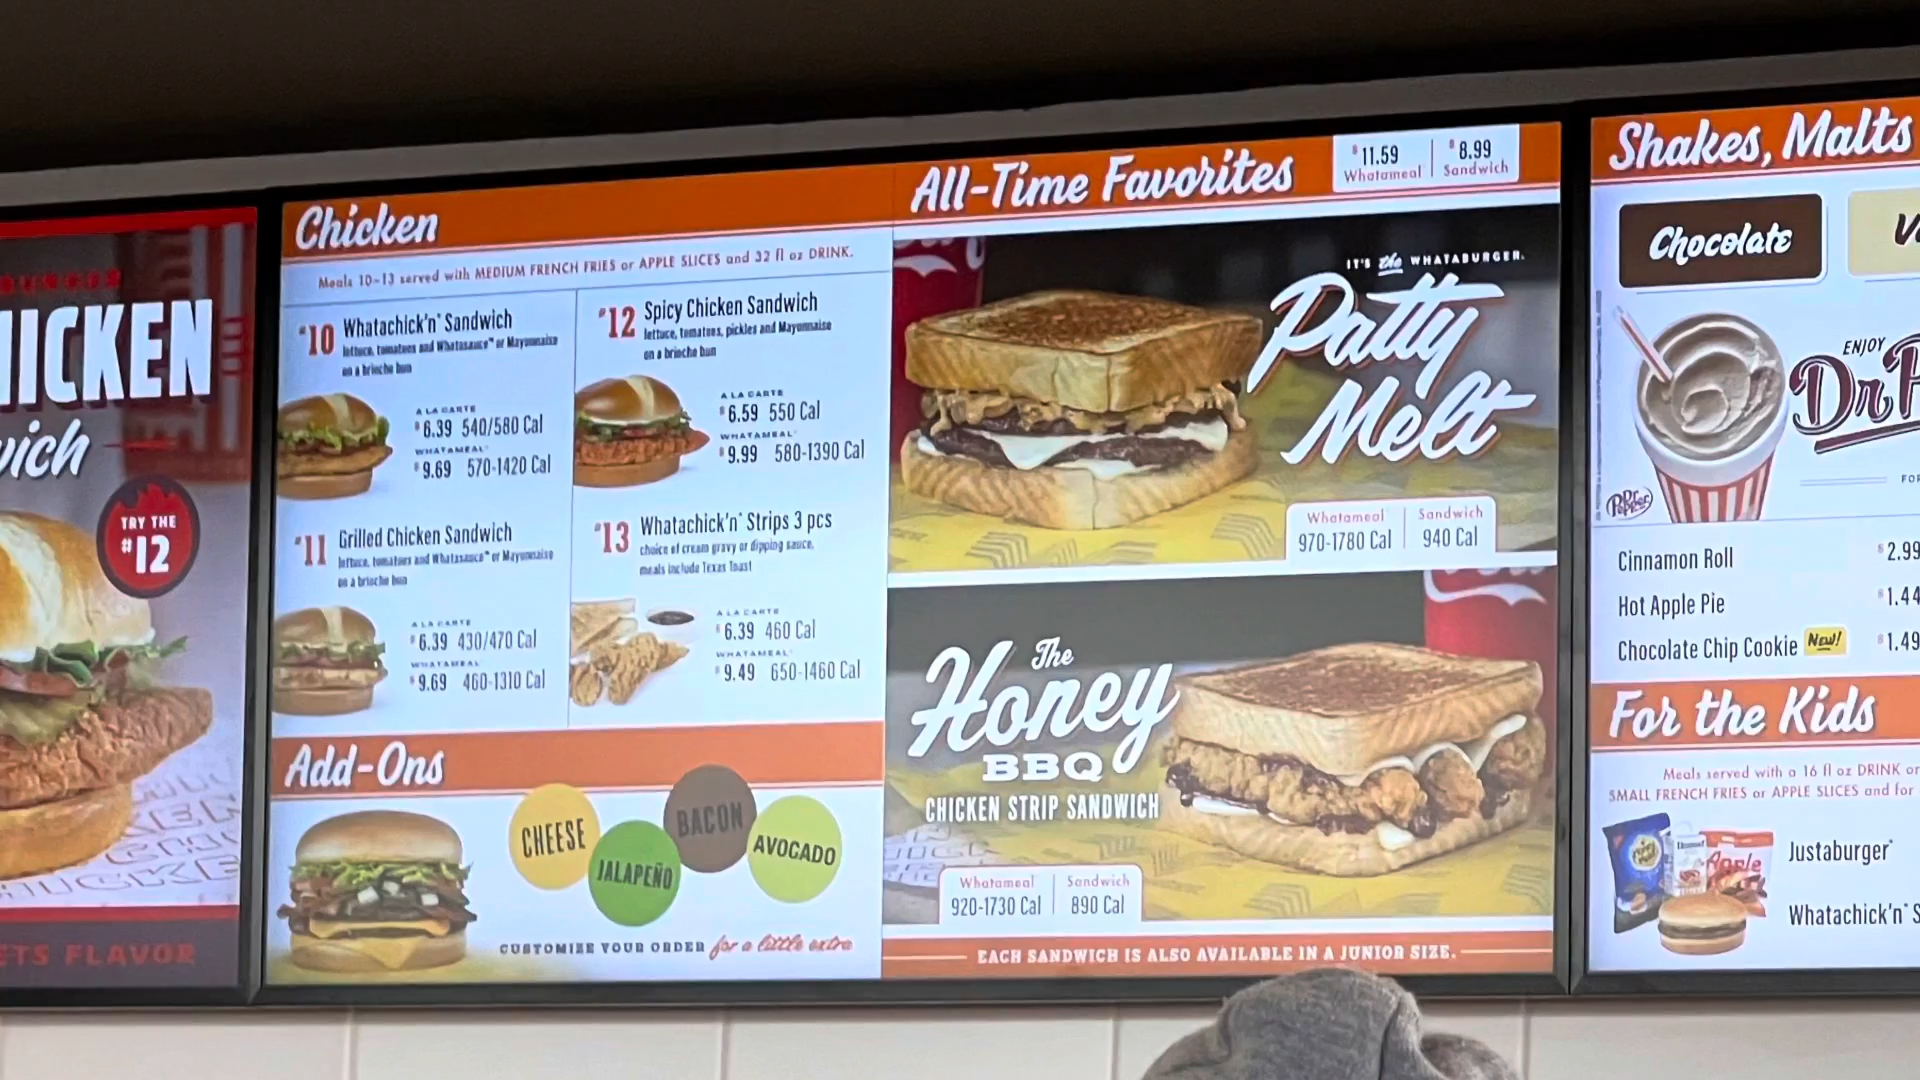 HICKEN
wich
TRY THE
#12
ETS FLAVOR
Chicken
Meals 10-13 served with MEDIUM FRENCH FRIES or APPLE SLICES and 32 fl oz DRINK.
#10 Whatachick'n® Sandwich
lettuce, tomatoes and Whatasauce™ or Mayonnaise
on a brioche bun
A LA CARTE
$6.39 540/580 Cal
WHATAMEAL®
$9.69 570-1420 Cal
#11 Grilled Chicken Sandwich
lettuce, tomatoes and Whatasauce™ or Mayonnaise
on a brioche bun
A LA CARTE
$6.39 430/470 Cal
WHATAMEAL
$9.69 460-1310 Cal
#12 Spicy Chicken Sandwich
lettuce, tomatoes, pickles and Mayonnaise
on a brioche bun
A LA CARTE
$6.59 550 Cal
WHATAMEAL®
$9.99 580-1390 Cal
#13 Whatachick'n® Strips 3 pcs
choice of cream gravy or dipping sauce,
meals include Texas Toast
A LA CARTE
$6.39 460 Cal
WHATAMEAL®
$9.49 650-1460 Cal
Add-Ons
CHEESE
JALAPEÑO
BACON
AVOCADO
CUSTOMIZE YOUR ORDER for a little extra
All-Time Favorites
$11.59 $8.99
Whatameal Sandwich
IT'S the WHATABURGER®
Patty
Melt
Whatameal® Sandwich
970-1780 Cal 940 Cal
The
Honey
BBQ
CHICKEN STRIP SANDWICH
Whatameal® Sandwich
920-1730 Cal 890 Cal
EACH SANDWICH IS ALSO AVAILABLE IN A JUNIOR SIZE.
Shakes, Malts
Chocolate
V
ENJOY
Dr P
Dr Pepper
FOR
Cinnamon Roll $2.99
Hot Apple Pie $1.44
Chocolate Chip Cookie New! $1.49
For the Kids
Meals served with a 16 fl oz DRINK or
SMALL FRENCH FRIES or APPLE SLICES and for
Apple
Justaburger®
Whatachick'n® S